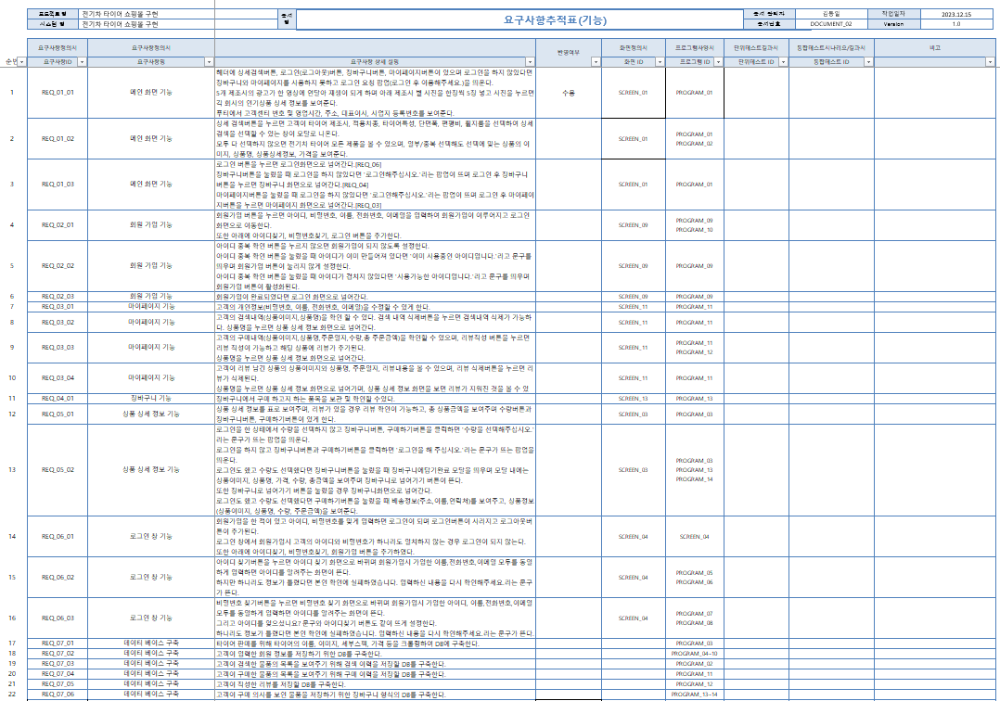 프로젝트 명 전기차 타이어 쇼핑몰 구현 문서명 요구사항추적표(기능) 문서 관리자 김동일 작업일자 2023.12.15
시스템 명 전기차 타이어 쇼핑몰 구현 문서번호 DOCUMENT_02 Version 1.0
요구사항정의서 요구사항정의서 반영여부 화면정의서 프로그램사양서 단위테스트결과서 통합테스트시나리오/결과서 비고
순번 요구사항ID 요구사항명 요구사항 상세 설명 화면 ID 프로그램 ID 단위테스트 ID 통합테스트 ID
1 REQ_01_01 메인 화면 기능
헤더에 상세검색버튼, 로그인(로그아웃)버튼, 장바구니버튼, 마이페이지버튼이 있으며 로그인을 하지 않았다면
장바구니와 마이페이지를 사용하지 못하고 로그인 요청 팝업(로그인 후 이용해주세요.)을 띄운다.
5개 제조사의 광고가 한 영상에 연달아 재생이 되게 하며 아래 제조사 별 사진을 한장씩 5장 넣고 사진을 누르면
각 회사의 인기상품 상세 정보를 보여준다.
푸터에서 고객센터 번호 및 영업시간, 주소, 대표이사, 사업자 등록번호를 보여준다.
수용 SCREEN_01 PROGRAM_01
2 REQ_01_02 메인 화면 기능
상세 검색버튼을 누르면 고객이 타이어 제조사, 적용차종, 타이어특성, 단면폭, 편평비, 휠지름을 선택하여 상세
검색을 선택할 수 있는 창이 모달로 나온다.
모두 다 선택하지 않으면 전기차 타이어 모든 제품을 볼 수 있으며, 일부/중복 선택해도 선택에 맞는 상품의 이
미지, 상품명, 상품상세정보, 가격을 보여준다.
SCREEN_01 PROGRAM_01
PROGRAM_02
3 REQ_01_03 메인 화면 기능
로그인 버튼을 누르면 로그인화면으로 넘어간다.[REQ_06]
장바구니버튼을 눌렀을 때 로그인을 하지 않았다면 '로그인해주십시오.'라는 팝업이 뜨며 로그인 후 장바구니
버튼을 누르면 장바구니 화면으로 넘어간다.[REQ_04]
마이페이지버튼을 눌렀을 때 로그인을 하지 않았다면 '로그인해주십시오.'라는 팝업이 뜨며 로그인 후 마이페이
지버튼을 누르면 마이페이지 화면으로 넘어간다.[REQ_03]
SCREEN_01 PROGRAM_01
4 REQ_02_01 회원 가입 기능
회원가입 버튼을 누르면 아이디, 비밀번호, 이름, 전화번호, 이메일을 입력하여 회원가입이 이루어지고 로그인
화면으로 이동한다.
또한 아래에 아이디찾기, 비밀번호찾기, 로그인 버튼을 추가한다.
SCREEN_09 PROGRAM_09
PROGRAM_10
5 REQ_02_02 회원 가입 기능
아이디 중복 확인 버튼을 누르지 않으면 회원가입이 되지 않도록 설정한다.
아이디 중복 확인 버튼을 눌렀을 때 아이디가 이미 만들어져 있다면 '이미 사용중인 아이디입니다.'라고 문구를
띄우며 회원가입 버튼이 눌리지 않게 설정한다.
아이디 중복 확인 버튼을 눌렀을 때 아이디가 겹치지 않았다면 '사용가능한 아이디입니다.'라고 문구를 띄우며
회원가입 버튼이 활성화된다.
SCREEN_09 PROGRAM_09
6 REQ_02_03 회원 가입 기능 회원가입이 완료되었다면 로그인 화면으로 넘어간다. SCREEN_09 PROGRAM_09
7 REQ_03_01 마이페이지 기능 고객의 개인정보(비밀번호, 이름, 전화번호, 이메일)을 수정할 수 있게 한다. SCREEN_11 PROGRAM_11
8 REQ_03_02 마이페이지 기능
고객의 검색내역(상품이미지,상품명)을 확인 할 수 있다. 검색 내역 삭제버튼을 누르면 검색내역 삭제가 가능하
다. 상품명을 누르면 상품 상세 정보 화면으로 넘어간다.
SCREEN_11 PROGRAM_11
9 REQ_03_03 마이페이지 기능
고객의 구매내역(상품이미지,상품명,주문일지,수량,총 주문금액)을 확인할 수 있으며, 리뷰작성 버튼을 누르면
리뷰 작성이 가능하고 해당 상품에 리뷰가 추가된다.
상품명을 누르면 상품 상세 정보 화면으로 넘어간다.
SCREEN_11 PROGRAM_11
PROGRAM_12
10 REQ_03_04 마이페이지 기능
고객이 리뷰 남긴 상품의 상품이미지와 상품명, 주문일지, 리뷰내용을 볼 수 있으며, 리뷰 삭제버튼을 누르면 리
뷰가 삭제된다.
상품명을 누르면 상품 상세 정보 화면으로 넘어가며, 상품 상세 정보 화면을 보면 리뷰가 지워진 것을 볼 수 있
SCREEN_11 PROGRAM_11
11 REQ_04_01 장바구니 기능 장바구니에서 구매 하고자 하는 품목을 보관 및 확인할 수있다. SCREEN_13 PROGRAM_13
12 REQ_05_01 상품 상세 정보 기능
상품 상세 정보를 표로 보여주며, 리뷰가 있을 경우 리뷰 확인이 가능하고, 총 상품금액을 보여주며 수량버튼과
장바구니버튼, 구매하기버튼이 있게 한다.
SCREEN_03 PROGRAM_03
13 REQ_05_02 상품 상세 정보 기능
로그인을 한 상태에서 수량을 선택하지 않고 장바구니버튼, 구매하기버튼을 클릭하면 '수량을 선택해주십시오.'
라는 문구가 뜨는 팝업을 띄운다.
로그인을 하지 않고 장바구니버튼과 구매하기버튼을 클릭하면 '로그인을 해 주십시오.'라는 문구가 뜨는 팝업을
띄운다.
로그인도 했고 수량도 선택했다면 장바구니버튼을 눌렀을 때 장바구니에담기완료 모달을 띄우며 모달 내에는
상품이미지, 상품명, 가격, 수량, 총금액을 보여주며 장바구니로 넘어가기 버튼이 뜬다.
또한 장바구니로 넘어가기 버튼을 눌렀을 경우 장바구니화면으로 넘어간다.
로그인도 했고 수량도 선택했다면 구매하기버튼을 눌렀을 때 배송정보(주소,이름,연락처)를 보여주고, 상품정보
(상품이미지, 상품명, 수량, 주문금액)을 보여준다.
SCREEN_03 PROGRAM_03
PROGRAM_13
PROGRAM_14
14 REQ_06_01 로그인 창 기능
회원가입을 한 적이 있고 아이디, 비밀번호를 맞게 입력하면 로그인이 되며 로그인버튼이 사라지고 로그아웃버
튼이 추가된다.
로그인 창에서 회원가입시 고객의 아이디와 비밀번호가 하나라도 일치하지 않는 경우 로그인이 되지 않는다.
또한 아래에 아이디찾기, 비밀번호찾기, 회원가입 버튼을 추가하였다.
SCREEN_04 SCREEN_04
15 REQ_06_02 로그인 창 기능
아이디 찾기버튼을 누르면 아이디 찾기 화면으로 바뀌며 회원가입시 가입한 이름,전화번호,이메일 모두를 동일
하게 입력하면 아이디를 알려주는 화면이 뜬다.
하지만 하나라도 정보가 틀렸다면 본인 확인에 실패하였습니다. 입력하신 내용을 다시 확인해주세요.라는 문구
가 뜬다.
SCREEN_04 PROGRAM_05
PROGRAM_06
16 REQ_06_03 로그인 창 기능
비밀번호 찾기버튼을 누르면 비밀번호 찾기 화면으로 바뀌며 회원가입시 가입한 아이디, 이름,전화번호,이메일
모두를 동일하게 입력하면 아이디를 알려주는 화면이 뜬다.
그리고 아이디를 잊으셨나요? 문구와 아이디찾기 버튼도 같이 뜨게 설정한다.
하나라도 정보가 틀렸다면 본인 확인에 실패하였습니다. 입력하신 내용을 다시 확인해주세요.라는 문구가 뜬다.
SCREEN_04 PROGRAM_07
PROGRAM_08
17 REQ_07_01 데이터 베이스 구축 타이어 판매를 위해 타이어의 이름, 이미지, 세부스펙, 가격 등을 크롤링하여 DB에 구축한다. PROGRAM_03
18 REQ_07_02 데이터 베이스 구축 고객이 입력한 회원 정보를 저장하기 위한 DB를 구축한다. PROGRAM_04~10
19 REQ_07_03 데이터 베이스 구축 고객이 검색한 물품의 목록을 보여주기 위해 검색 이력을 저장할 DB를 구축한다. PROGRAM_02
20 REQ_07_04 데이터 베이스 구축 고객이 구매한 물품의 목록을 보여주기 위해 구매 이력을 저장할 DB를 구축한다. PROGRAM_11
21 REQ_07_05 데이터 베이스 구축 고객이 작성한 리뷰를 저장할 DB를 구축한다. PROGRAM_12
22 REQ_07_06 데이터 베이스 구축 고객이 구매 의사를 보인 물품을 저장하기 위한 장바구니 형식의 DB를 구축한다. PROGRAM_13~14